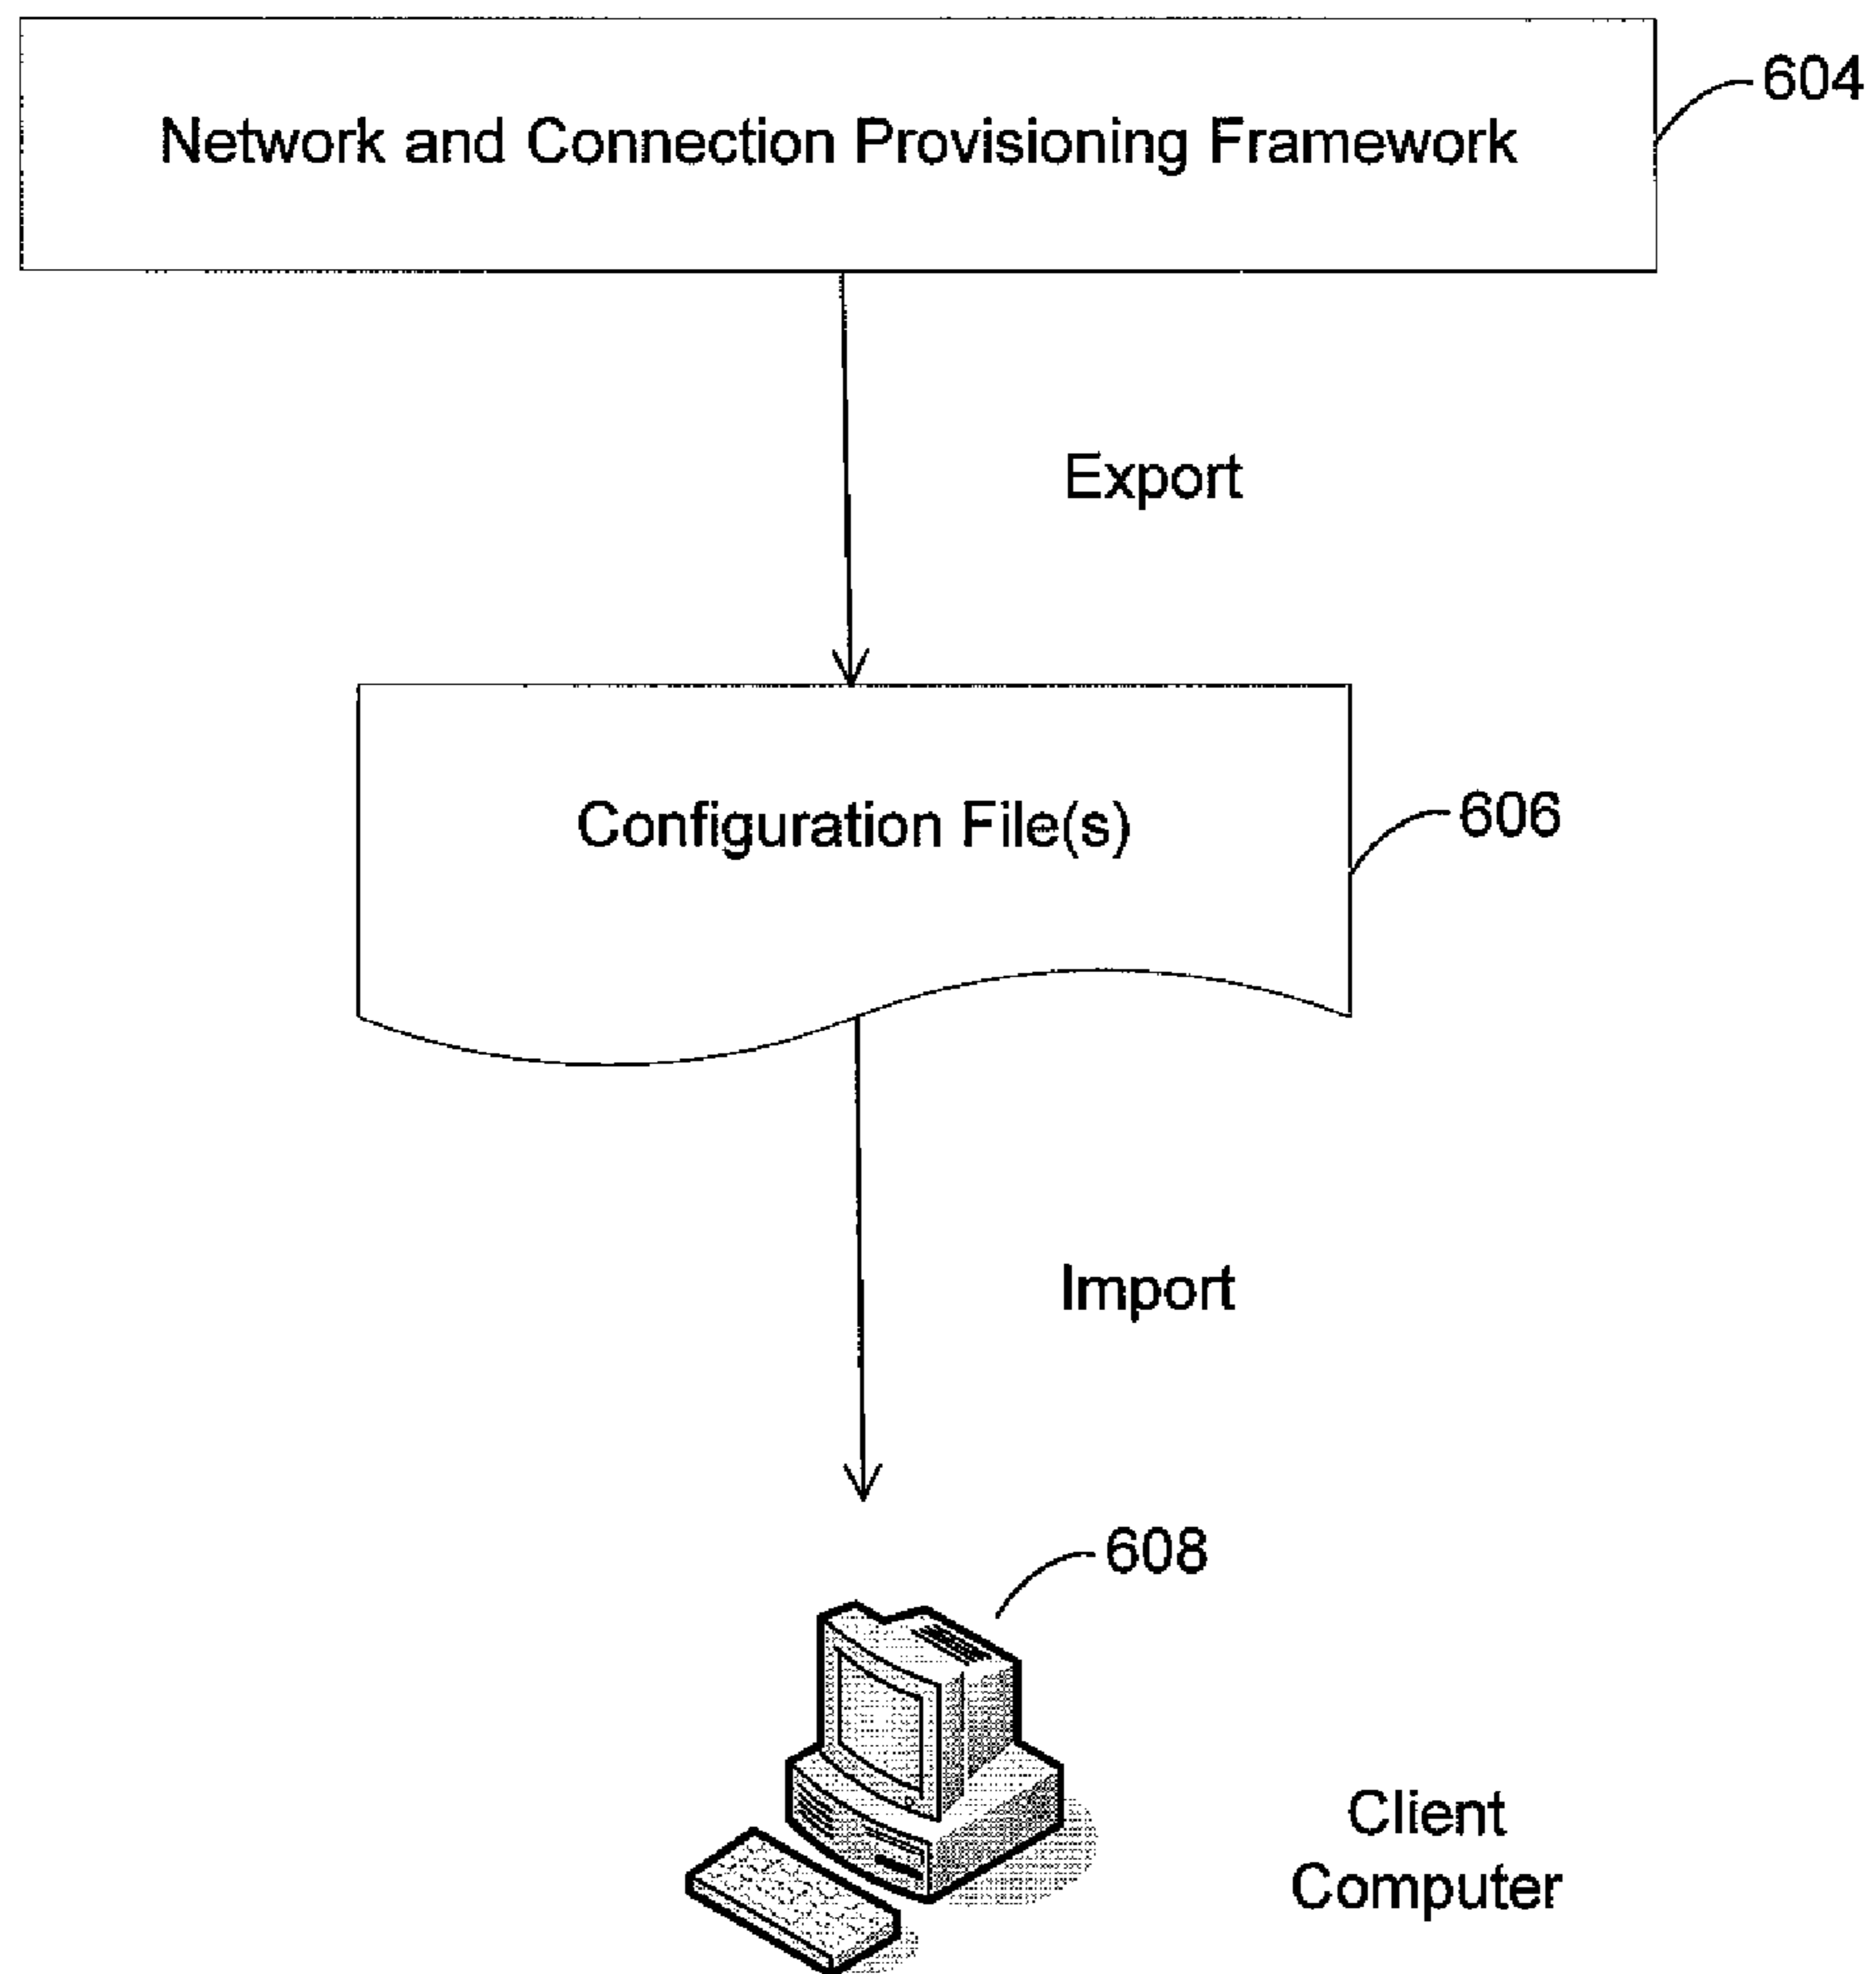 604
Network and Connection Provisioning Framework
Export
Configuration File(s)
606
Import
608
Client
Computer